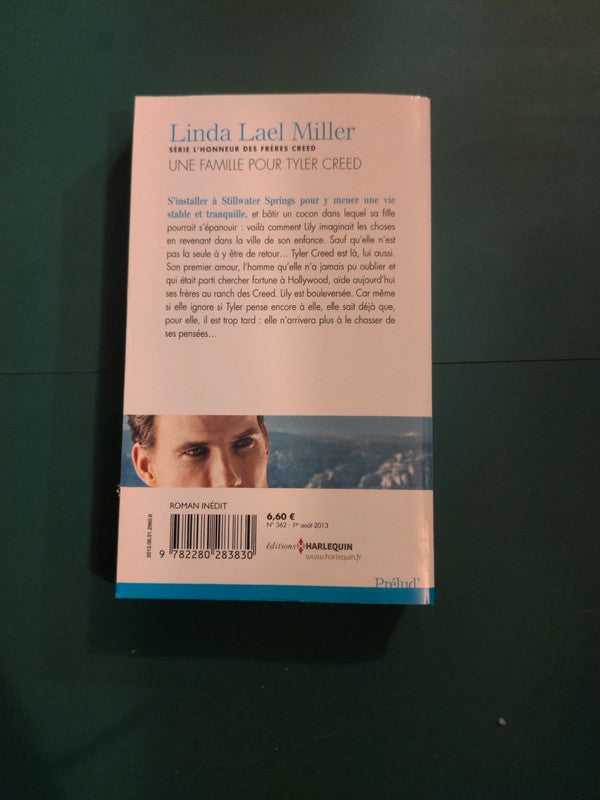 Linda Lael Miller
SÉRIE L'HONNEUR DES FRÈRES CREED
UNE FAMILLE POUR TYLER CREED
S'installer à Stillwater Springs pour y mener une vie
stable et tranquille, et bâtir un cocon dans lequel sa fille
pourrait s'épanouir : voilà comment Lily imaginait les choses
en revenant dans la ville de son enfance. Sauf qu'elle n'est
pas la seule à y être de retour... Tyler Creed est là, lui aussi.
Son premier amour, l'homme qu'elle n'a jamais pu oublier et
qui était parti chercher fortune à Hollywood, aide aujourd'hui
ses frères au ranch des Creed. Lily est bouleversée. Car même
si elle ignore si Tyler pense encore à elle, elle sait déjà que,
pour elle, il est trop tard : elle n'arrivera plus à le chasser de
ses pensées...
ROMAN INÉDIT
2013.08.51.2960.6
9 782280 283830
6,60 €
N° 362 - 1er août 2013
éditions HARLEQUIN
www.harlequin.fr
Prélud'